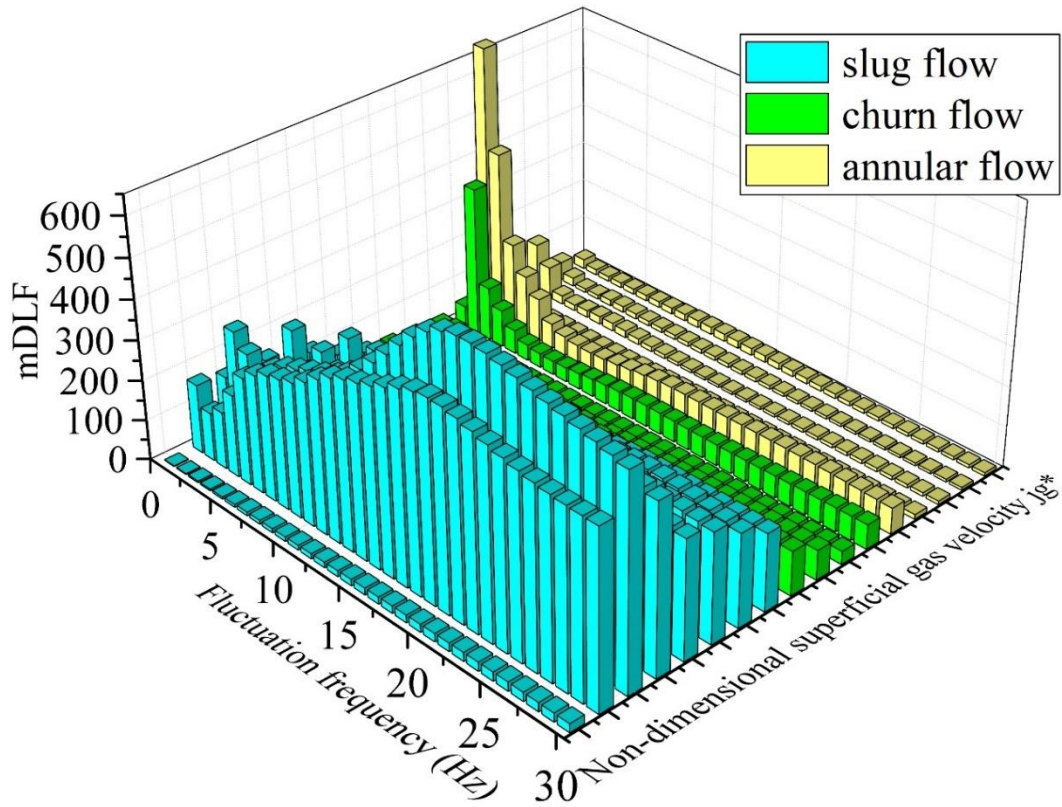 slug flow
churn flow
annular flow
mDLF
600
500
400
300
200
100
0
0
5
10
15
20
25
30
Fluctuation frequency (Hz)
Non-dimensional superficial gas velocity jg*